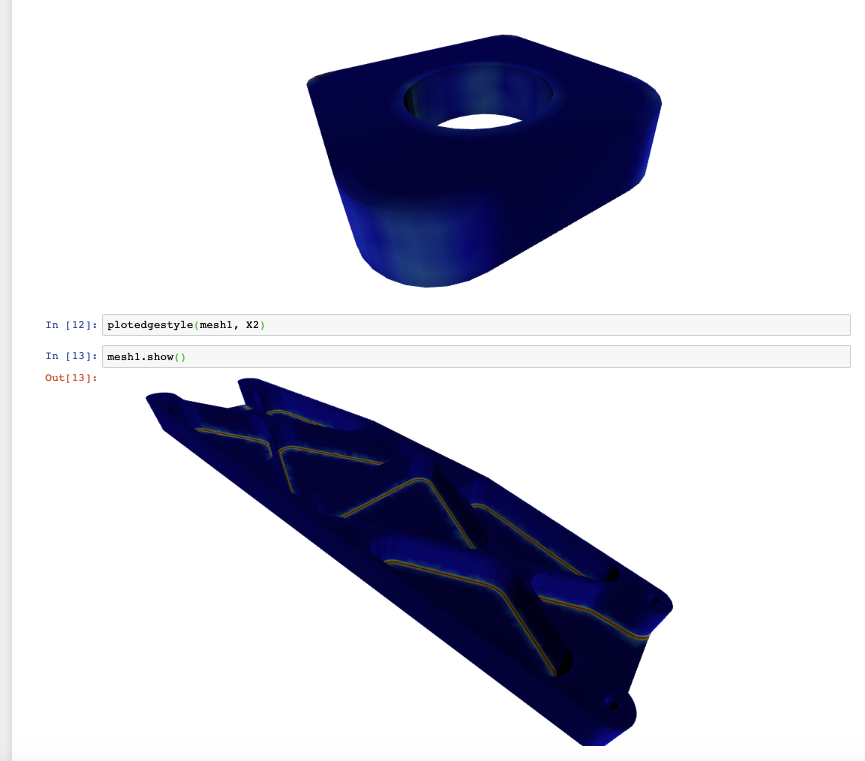 In [12]: plotedgestyle(mesh1, X2)
In [13]: mesh1.show()
Out[13]: